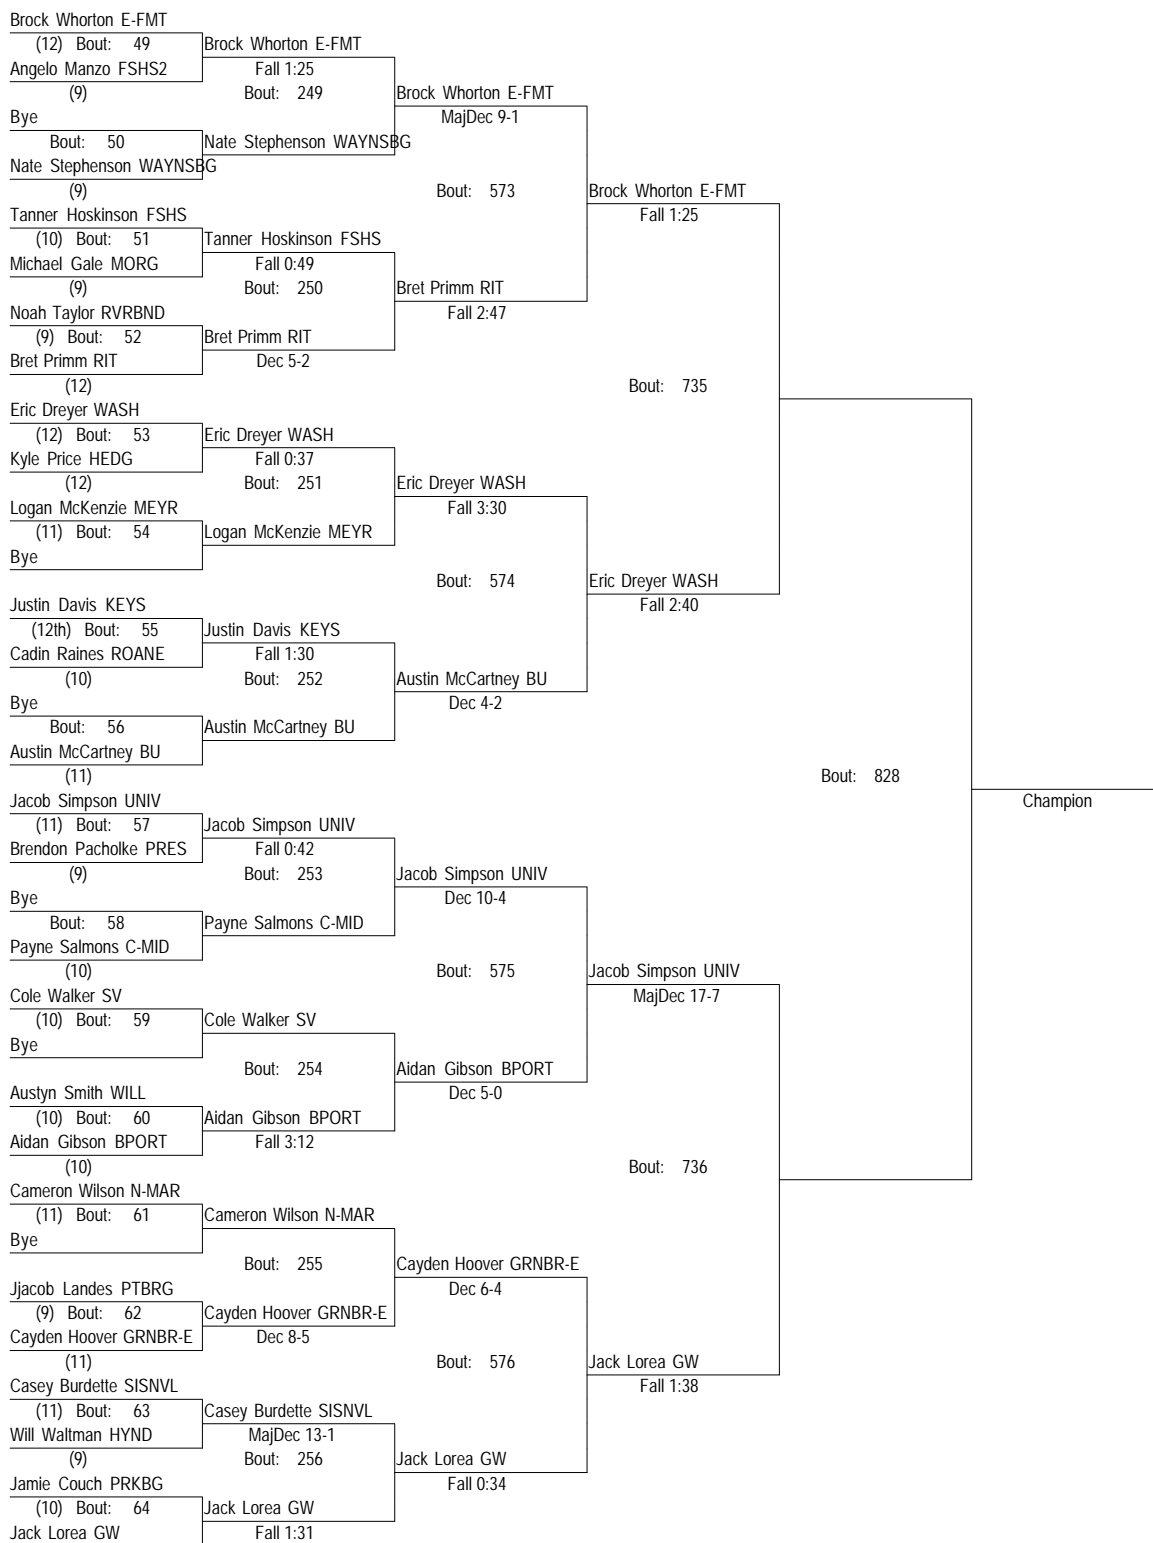 Brock Whorton E-FMT
(12) Bout: 49
Brock Whorton E-FMT
Angelo Manzo FSHS2
Fall 1:25
(9)
Bout: 249
Brock Whorton E-FMT
Bye
MajDec 9-1
Bout: 50
Nate Stephenson WAYNSBG
Nate Stephenson WAYNSBG
(9)
Bout: 573
Brock Whorton E-FMT
Tanner Hoskinson FSHS
Fall 1:25
(10) Bout: 51
Tanner Hoskinson FSHS
Michael Gale MORG
Fall 0:49
(9)
Bout: 250
Bret Primm RIT
Noah Taylor RVRBND
Fall 2:47
(9) Bout: 52
Bret Primm RIT
Bret Primm RIT
Dec 5-2
(12)
Bout: 735
Eric Dreyer WASH
(12) Bout: 53
Eric Dreyer WASH
Kyle Price HEDG
Fall 0:37
(12)
Bout: 251
Eric Dreyer WASH
Logan McKenzie MEYR
Fall 3:30
(11) Bout: 54
Logan McKenzie MEYR
Bye
Bout: 574
Eric Dreyer WASH
Justin Davis KEYS
Fall 2:40
(12th) Bout: 55
Justin Davis KEYS
Cadin Raines ROANE
Fall 1:30
(10)
Bout: 252
Austin McCartney BU
Bye
Dec 4-2
Bout: 56
Austin McCartney BU
Austin McCartney BU
(11)
Bout: 828
Jacob Simpson UNIV
Champion
(11) Bout: 57
Jacob Simpson UNIV
Brendon Pacholke PRES
Fall 0:42
(9)
Bout: 253
Jacob Simpson UNIV
Bye
Dec 10-4
Bout: 58
Payne Salmons C-MID
Payne Salmons C-MID
(10)
Bout: 575
Jacob Simpson UNIV
Cole Walker SV
MajDec 17-7
(10) Bout: 59
Cole Walker SV
Bye
Bout: 254
Aidan Gibson BPORT
Austyn Smith WILL
Dec 5-0
(10) Bout: 60
Aidan Gibson BPORT
Aidan Gibson BPORT
Fall 3:12
(10)
Bout: 736
Cameron Wilson N-MAR
(11) Bout: 61
Cameron Wilson N-MAR
Bye
Bout: 255
Cayden Hoover GRNBR-E
Jjacob Landes PTBRG
Dec 6-4
(9) Bout: 62
Cayden Hoover GRNBR-E
Cayden Hoover GRNBR-E
Dec 8-5
(11)
Bout: 576
Jack Lorea GW
Casey Burdette SISNVL
Fall 1:38
(11) Bout: 63
Casey Burdette SISNVL
Will Waltman HYND
MajDec 13-1
(9)
Bout: 256
Jack Lorea GW
Jamie Couch PRKBG
Fall 0:34
(10) Bout: 64
Jack Lorea GW
Jack Lorea GW
Fall 1:31